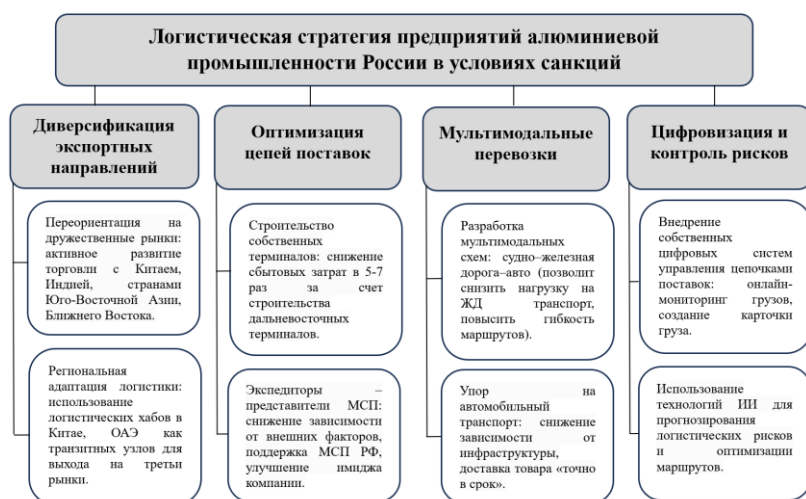 Логистическая стратегия предприятий алюминиевой
промышленности России в условиях санкций
Диверсификация
экспортных
направлений
Переориентация на
дружественные рынки:
активное развитие
торговли с Китаем,
Индией, странами
Юго-Восточной Азии,
Ближнего Востока.
Региональная
адаптация логистики:
использование
логистических хабов в
Китае, ОАЭ как
транзитных узлов для
выхода на третьи
рынки.
Оптимизация
цепей поставок
Строительство
собственных
терминалов: снижение
сбытовых затрат в 5-7
раз за счет
строительства
дальневосточных
терминалов.
Экспедиторы –
представители МСП:
снижение зависимости
от внешних факторов,
поддержка МСП РФ,
улучшение имиджа
компании.
Мультимодальные
перевозки
Разработка
мультимодальных
схем: судно–железная
дорога–авто (позволит
снизить нагрузку на
ЖД транспорт,
повысить гибкость
маршрутов).
Упор на
автомобильный
транспорт: снижение
зависимости от
инфраструктуры,
доставка товара «точно
в срок».
Цифровизация и
контроль рисков
Внедрение
собственных
цифровых систем
управления цепочками
поставок: онлайн-
мониторинг грузов,
создание карточки
груза.
Использование
технологий ИИ для
прогнозирования
логистических рисков
и оптимизации
маршрутов.